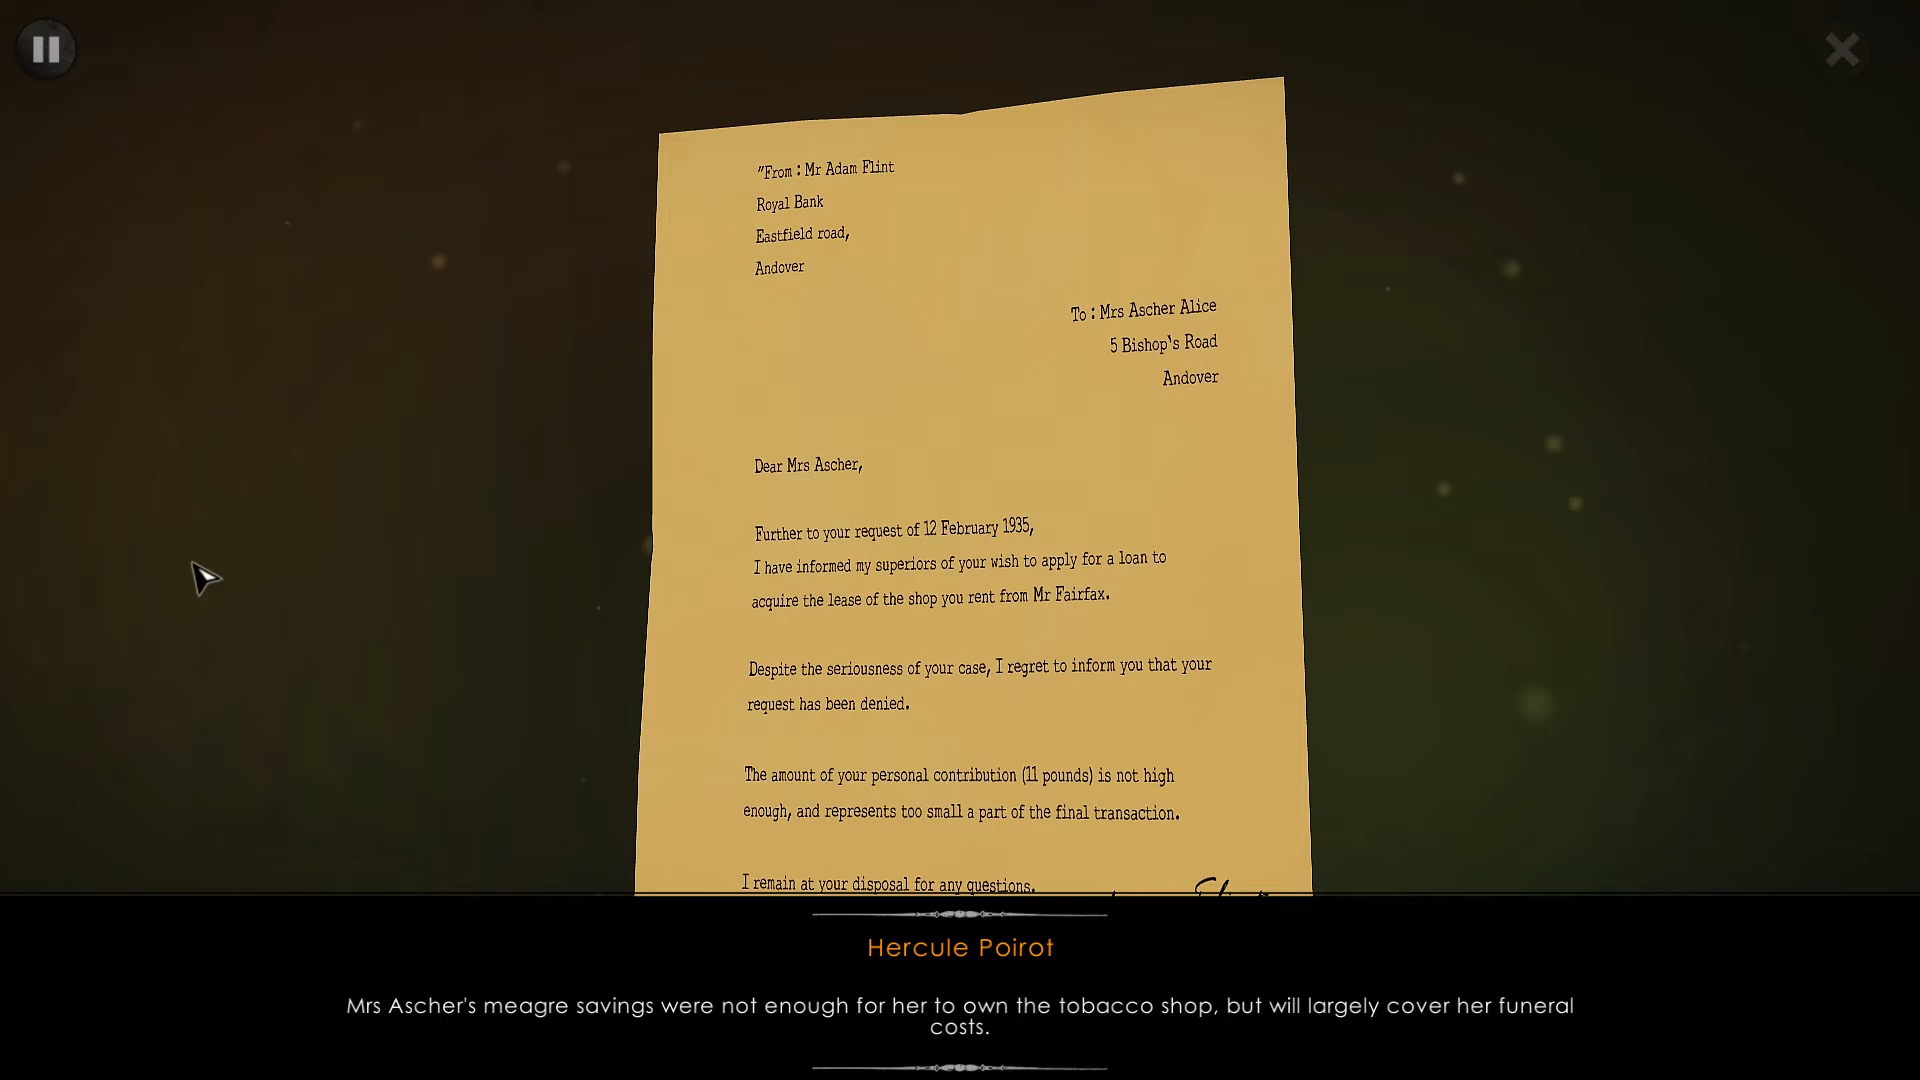 "From : Mr Adam Flint
Royal Bank
Eastfield road,
Andover
To : Mrs Ascher Alice
5 Bishop's Road
Andover
Dear Mrs Ascher,
Further to your request of 12 February 1935,
I have informed my superiors of your wish to apply for a loan to
acquire the lease of the shop you rent from Mr Fairfax.
Despite the seriousness of your case, I regret to inform you that your
request has been denied.
The amount of your personal contribution (11 pounds) is not high
enough, and represents too small a part of the final transaction.
I remain at your disposal for any questions.
Hercule Poirot
Mrs Ascher's meagre savings were not enough for her to own the tobacco shop, but will largely cover her funeral
costs.